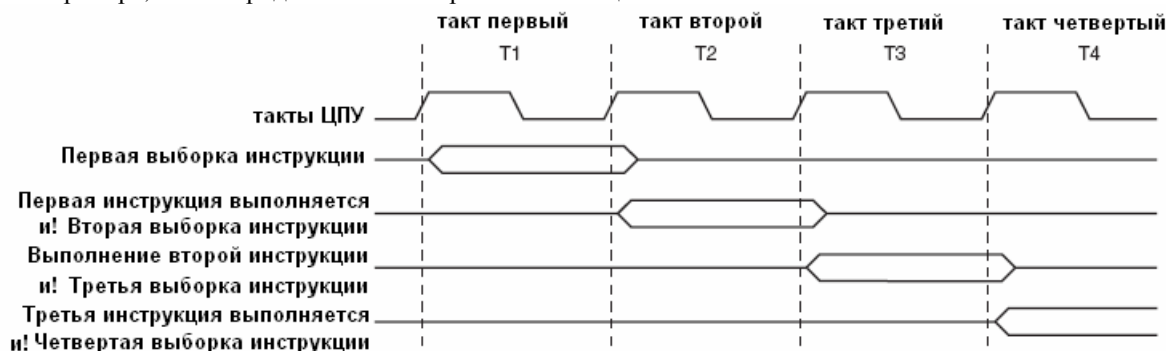 такт первый такт второй такт третий такт четвертый
T1 T2 T3 T4
такты ЦПУ
Первая выборка инструкции
Первая инструкция выполняется
и! Вторая выборка инструкции
Выполнение второй инструкции
и! Третья выборка инструкции
Третья инструкция выполняется
и! Четвертая выборка инструкции